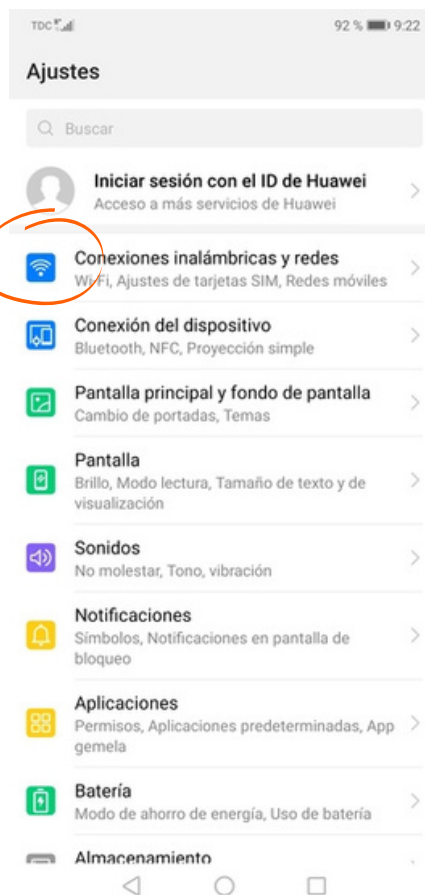 TDC 92 % 9:22
Ajustes
Buscar
Iniciar sesión con el ID de Huawei
Acceso a más servicios de Huawei
Conexiones inalámbricas y redes
Wi-Fi, Ajustes de tarjetas SIM, Redes móviles
Conexión del dispositivo
Bluetooth, NFC, Proyección simple
Pantalla principal y fondo de pantalla
Cambio de portadas, Temas
Pantalla
Brillo, Modo lectura, Tamaño de texto y de
visualización
Sonidos
No molestar, Tono, vibración
Notificaciones
Símbolos, Notificaciones en pantalla de
bloqueo
Aplicaciones
Permisos, Aplicaciones predeterminadas, App
gemela
Batería
Modo de ahorro de energía, Uso de batería
Almacenamiento